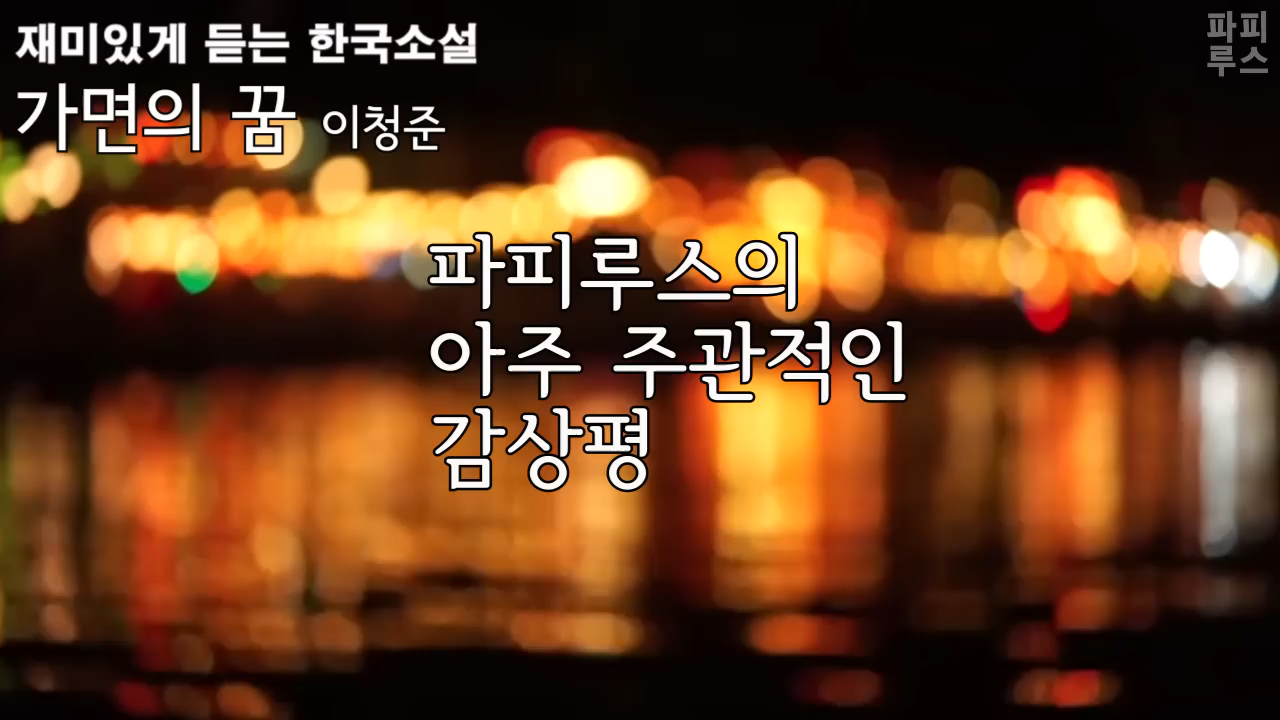 재미있게 듣는 한국소설
가면의 꿈 이청준
파피
루스
파피루스의
아주 주관적인
감상평